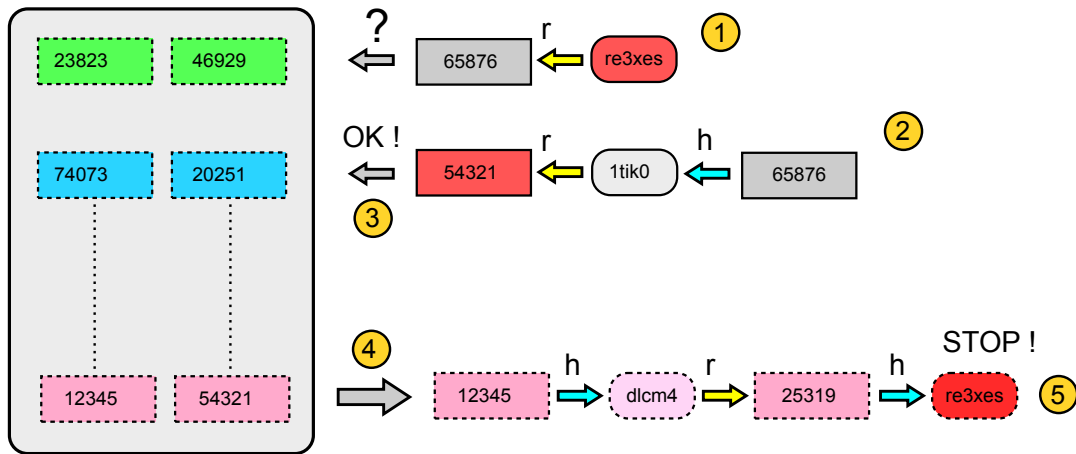 23823 46929 ? 65876 r re3xes 1
74073 20251 OK ! 54321 r 1tik0 h 65876 2
3
12345 54321 4 12345 h dlcm4 r 25319 h re3xes STOP ! 5